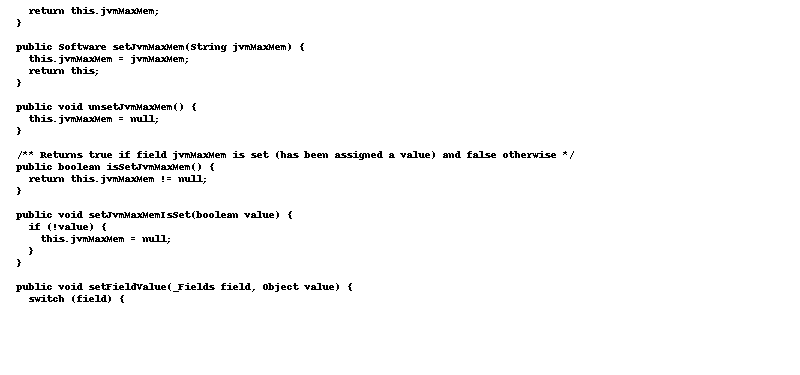 return this.jvmMaxMem;
  }

  public Software setJvmMaxMem(String jvmMaxMem) {
    this.jvmMaxMem = jvmMaxMem;
    return this;
  }

  public void unsetJvmMaxMem() {
    this.jvmMaxMem = null;
  }

  /** Returns true if field jvmMaxMem is set (has been assigned a value) and false otherwise */
  public boolean isSetJvmMaxMem() {
    return this.jvmMaxMem != null;
  }

  public void setJvmMaxMemIsSet(boolean value) {
    if (!value) {
      this.jvmMaxMem = null;
    }
  }

  public void setFieldValue(_Fields field, Object value) {
    switch (field) {